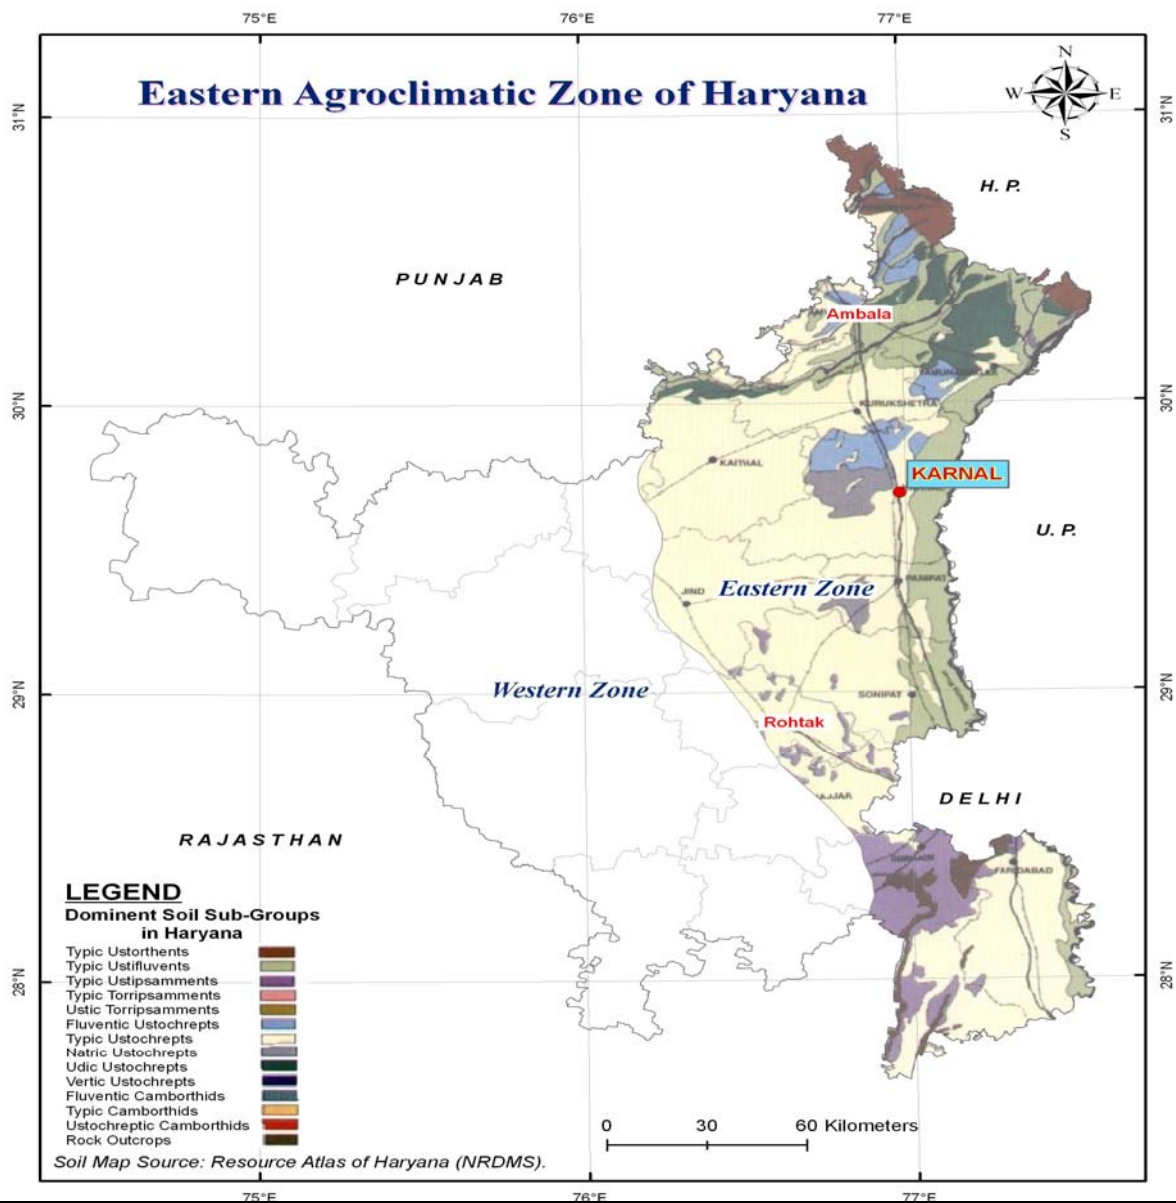 75°E 76°E 77°E
Eastern Agroclimatic Zone of Haryana
N
W E
S
31°N 31°N
H. P.
PUNJAB
Ambala
YAMUNANAGAR
30°N 30°N
KURUKSHETRA
KAITHAL
KARNAL
U. P.
PANIPAT
Eastern Zone
JIND
Western Zone
SONIPAT
29°N 29°N
Rohtak
DELHI
RAJASTHAN
GURGAON
FARIDABAD
LEGEND
Dominent Soil Sub-Groups
in Haryana
Typic Ustorthents
Typic Ustifluvents
Typic Ustipsamments
Typic Torripsamments
Ustic Torripsamments
Fluventic Ustochrepts
Typic Ustochrepts
Natric Ustochrepts
Udic Ustochrepts
Vertic Ustochrepts
Fluventic Camborthids
Typic Camborthids
Ustochreptic Camborthids
Rock Outcrops
28°N 28°N
0 30 60 Kilometers
Soil Map Source: Resource Atlas of Haryana (NRDMS).
75°E 76°E 77°E